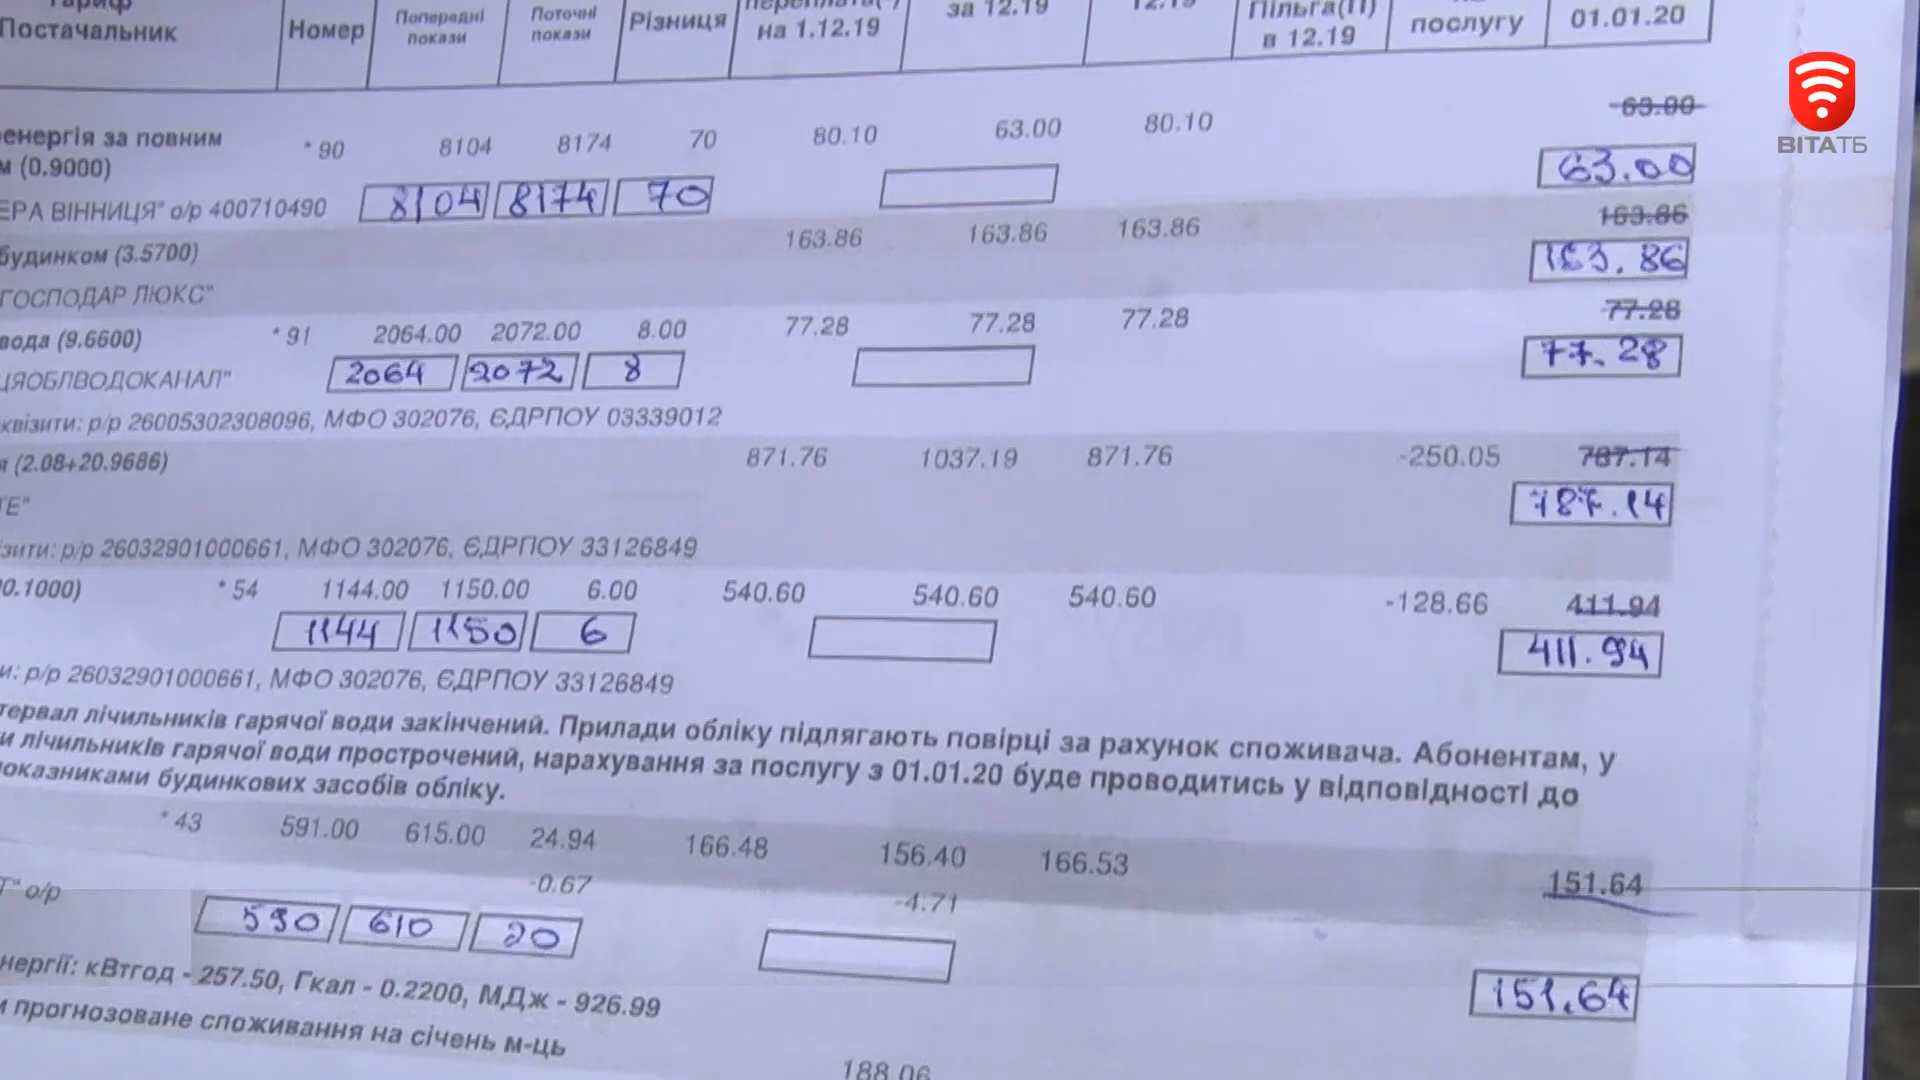 Тариф
Постачальник Номер Попередні покази Поточні покази Різниця переплата(-) на 1.12.19 за 12.19 12.19 Пільга(П) в 12.19 послугу 01.01.20
ВІТАТБ
енергія за повним * 90 8104 8174 70 80.10 63.00 80.10 63.00
м (0.9000) 63.00
ЕРА ВІННИЦЯ" о/р 400710490 8104 8174 70
163.86 163.86 163.86 163.86
будинком (3.5700) 163.86
ГОСПОДАР ЛЮКС"
вода (9.6600) * 91 2064.00 2072.00 8.00 77.28 77.28 77.28 77.28
ЦЯОБЛВОДОКАНАЛ" 2064 2072 8 77.28
квізити: р/р 26005302308096, МФО 302076, ЄДРПОУ 03339012
я (2.08+20.9686) 871.76 1037.19 871.76 -250.05 787.14
ТЕ" 787.14
зити: р/р 26032901000661, МФО 302076, ЄДРПОУ 33126849
0.1000) * 54 1144.00 1150.00 6.00 540.60 540.60 540.60 -128.66 411.94
1144 1150 6 411.94
и: р/р 26032901000661, МФО 302076, ЄДРПОУ 33126849
тервал лічильників гарячої води закінчений. Прилади обліку підлягають повірці за рахунок споживача. Абонентам, у
и лічильників гарячої води прострочений, нарахування за послугу з 01.01.20 буде проводитись у відповідності до
показниками будинкових засобів обліку.
* 43 591.00 615.00 24.94 166.48 156.40 166.53 151.64
Т" о/р -0.67 -4.71
590 610 20 151.64
нергії: кВтгод - 257.50, Гкал - 0.2200, МДж - 926.99
и прогнозоване споживання на січень м-ць
188.06